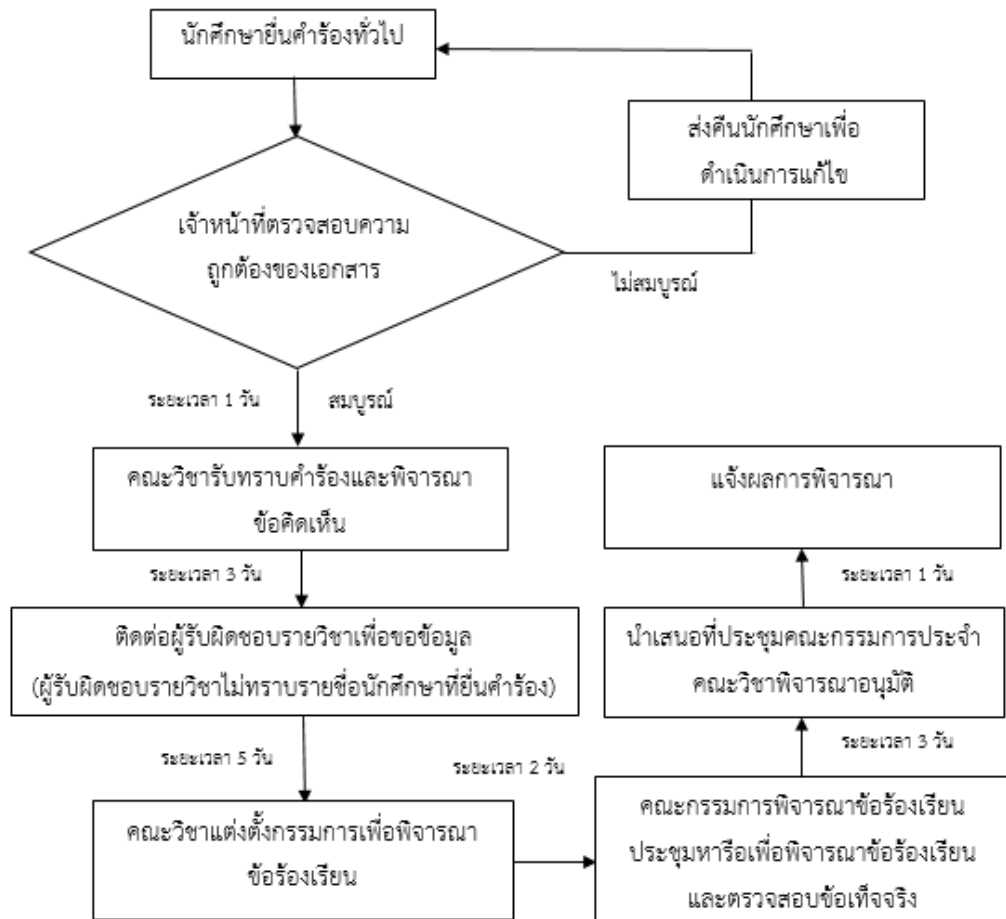 นักศึกษายื่นคำร้องทั่วไป
ส่งคืนนักศึกษาเพื่อ
ดำเนินการแก้ไข
เจ้าหน้าที่ตรวจสอบความ
ถูกต้องของเอกสาร
ไม่สมบูรณ์
ระยะเวลา 1 วัน
สมบูรณ์
คณะวิชารับทราบคำร้องและพิจารณา
ข้อคิดเห็น
ระยะเวลา 3 วัน
ติดต่อผู้รับผิดชอบรายวิชาเพื่อขอข้อมูล
(ผู้รับผิดชอบรายวิชาไม่ทราบรายชื่อนักศึกษาที่ยื่นคำร้อง)
ระยะเวลา 5 วัน
คณะวิชาแต่งตั้งกรรมการเพื่อพิจารณา
ข้อร้องเรียน
ระยะเวลา 2 วัน
คณะกรรมการพิจารณาข้อร้องเรียน
ประชุมหารือเพื่อพิจารณาข้อร้องเรียน
และตรวจสอบข้อเท็จจริง
ระยะเวลา 3 วัน
นำเสนอที่ประชุมคณะกรรมการประจำ
คณะวิชาพิจารณาอนุมัติ
ระยะเวลา 1 วัน
แจ้งผลการพิจารณา